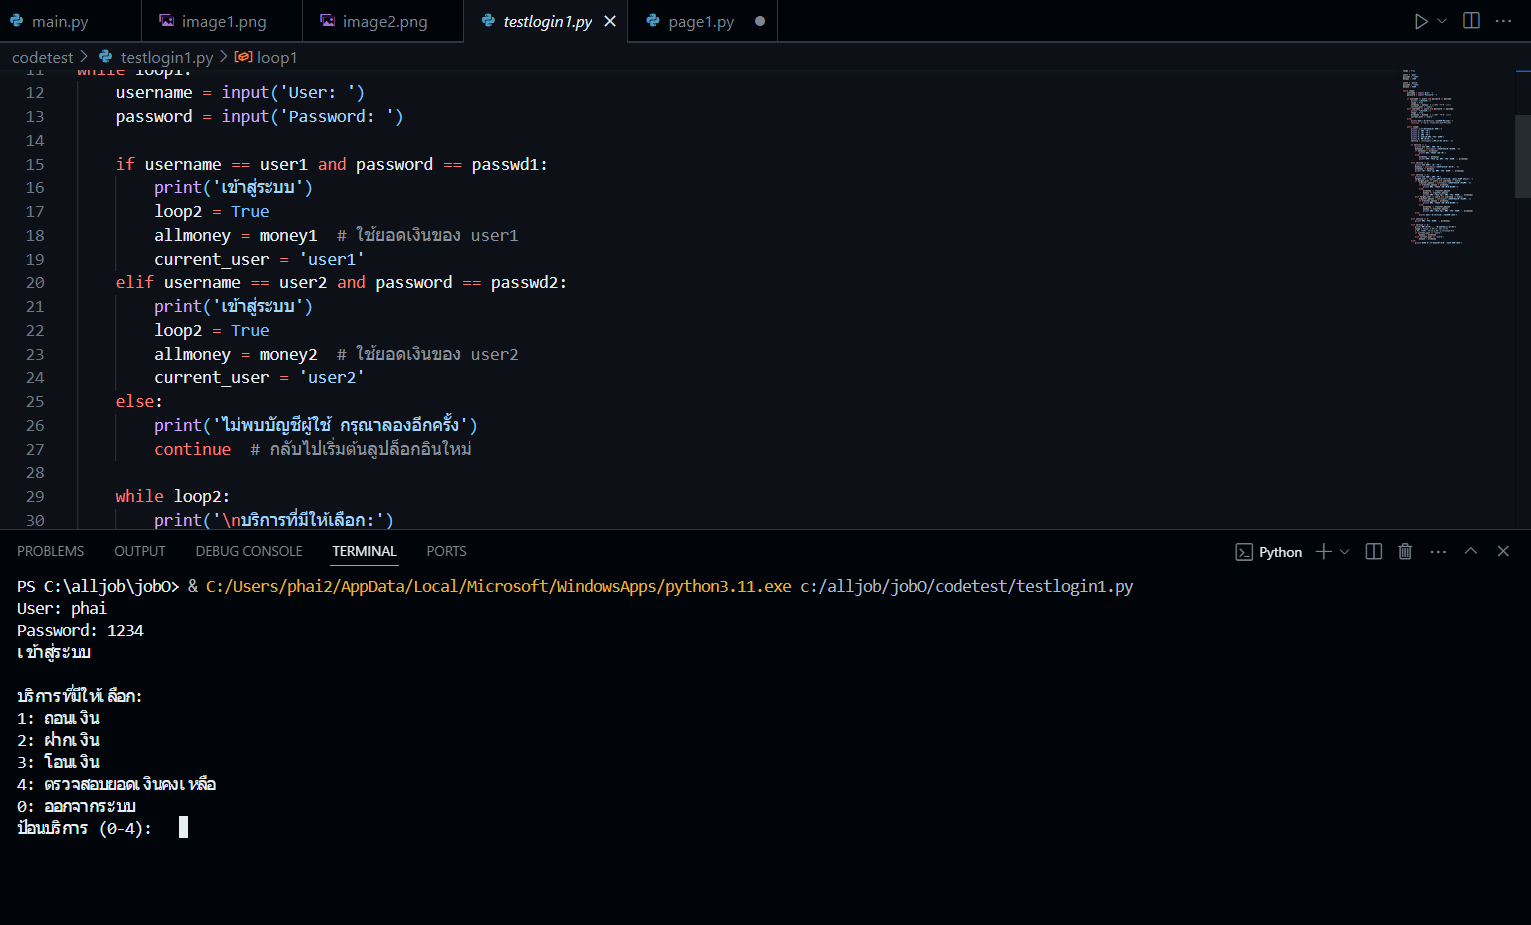 main.py image1.png image2.png testlogin1.py page1.py
codetest > testlogin1.py > loop1
11 while loop1:
12 username = input('User: ')
13 password = input('Password: ')
14
15 if username == user1 and password == passwd1:
16 print('เข้าสู่ระบบ')
17 loop2 = True
18 allmoney = money1 # ใช้ยอดเงินของ user1
19 current_user = 'user1'
20 elif username == user2 and password == passwd2:
21 print('เข้าสู่ระบบ')
22 loop2 = True
23 allmoney = money2 # ใช้ยอดเงินของ user2
24 current_user = 'user2'
25 else:
26 print('ไม่พบบัญชีผู้ใช้ กรุณาลองอีกครั้ง')
27 continue # กลับไปเริ่มต้นลูปล็อกอินใหม่
28
29 while loop2:
30 print('\nบริการที่มีให้เลือก:')
PROBLEMS OUTPUT DEBUG CONSOLE TERMINAL PORTS Python
PS C:\alljob\jobO> & C:/Users/phai2/AppData/Local/Microsoft/WindowsApps/python3.11.exe c:/alljob/jobO/codetest/testlogin1.py
User: phai
Password: 1234
เข้าสู่ระบบ
บริการที่มีให้เลือก:
1: ถอนเงิน
2: ฝากเงิน
3: โอนเงิน
4: ตรวจสอบยอดเงินคงเหลือ
0: ออกจากระบบ
ป้อนบริการ (0-4):